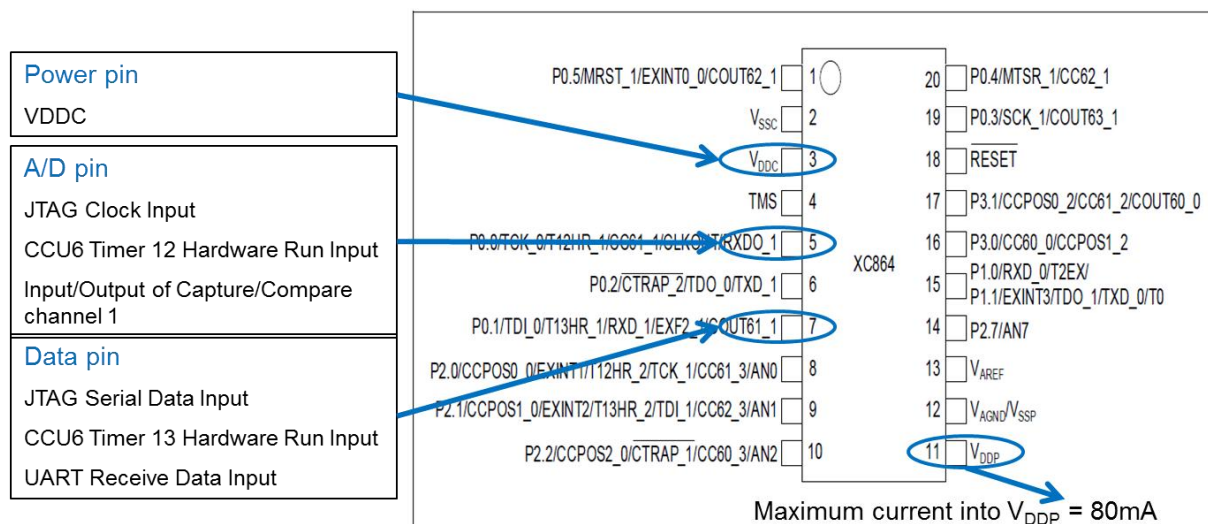 Power pin
VDDC
A/D pin
JTAG Clock Input
CCU6 Timer 12 Hardware Run Input
Input/Output of Capture/Compare
channel 1
Data pin
JTAG Serial Data Input
CCU6 Timer 13 Hardware Run Input
UART Receive Data Input
P0.5/MRST_1/EXINT0_0/COUT62_1 1
VSSC 2
VDDC 3
TMS 4
P0.0/TCK_0/T12HR_1/CC61_1/CLKOUT/RXDO_1 5
P0.2/CTRAP_2/TDO_0/TXD_1 6
P0.1/TDI_0/T13HR_1/RXD_1/EXF2_1/COUT61_1 7
P2.0/CCPOS0_0/EXINT1/T12HR_2/TCK_1/CC61_3/AN0 8
P2.1/CCPOS1_0/EXINT2/T13HR_2/TDI_1/CC62_3/AN1 9
P2.2/CCPOS2_0/CTRAP_1/CC60_3/AN2 10
XC864
20 P0.4/MTSR_1/CC62_1
19 P0.3/SCK_1/COUT63_1
18 RESET
17 P3.1/CCPOS0_2/CC61_2/COUT60_0
16 P3.0/CC60_0/CCPOS1_2
15 P1.0/RXD_0/T2EX/
P1.1/EXINT3/TDO_1/TXD_0/T0
14 P2.7/AN7
13 VAREF
12 VAGND/VSSP
11 VDDP
Maximum current into VDDP = 80mA